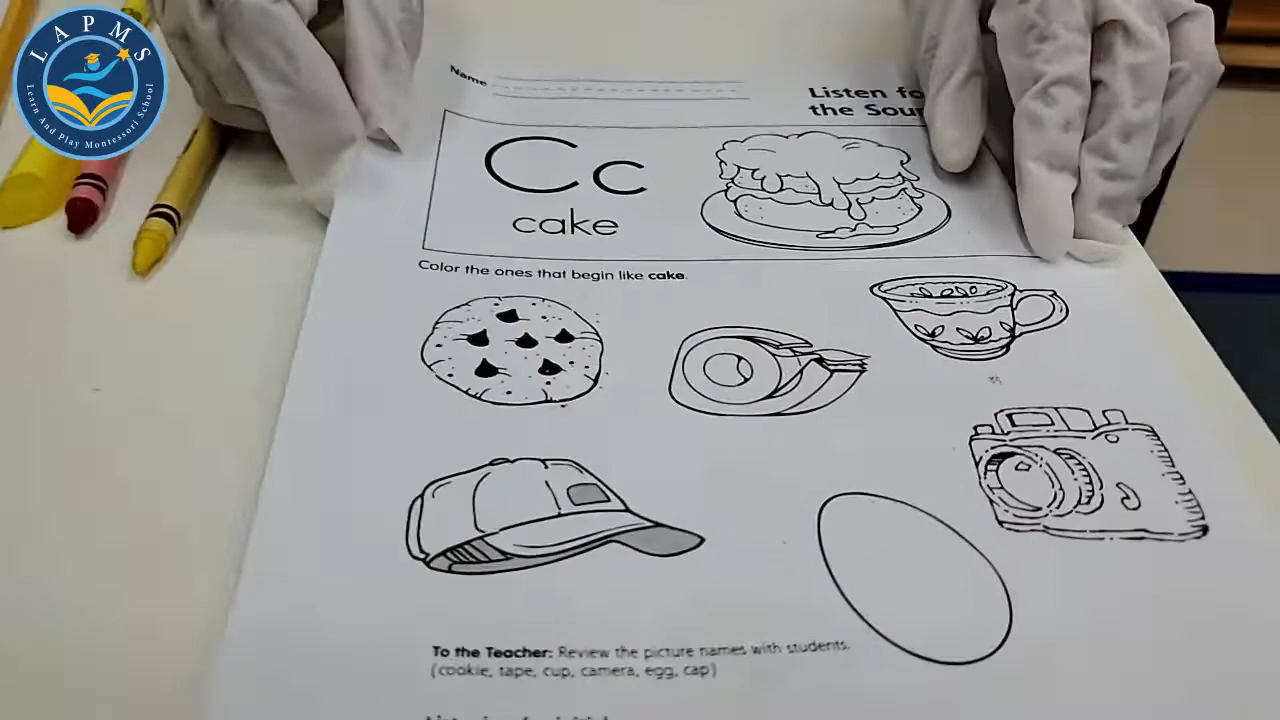 LAPMS
Learn And Play Montessori School
Name
Listen fo
the Sou
Cc
cake
Color the ones that begin like cake.
To the Teacher: Review the picture names with students.
(cookie, tape, cup, camera, egg, cap)